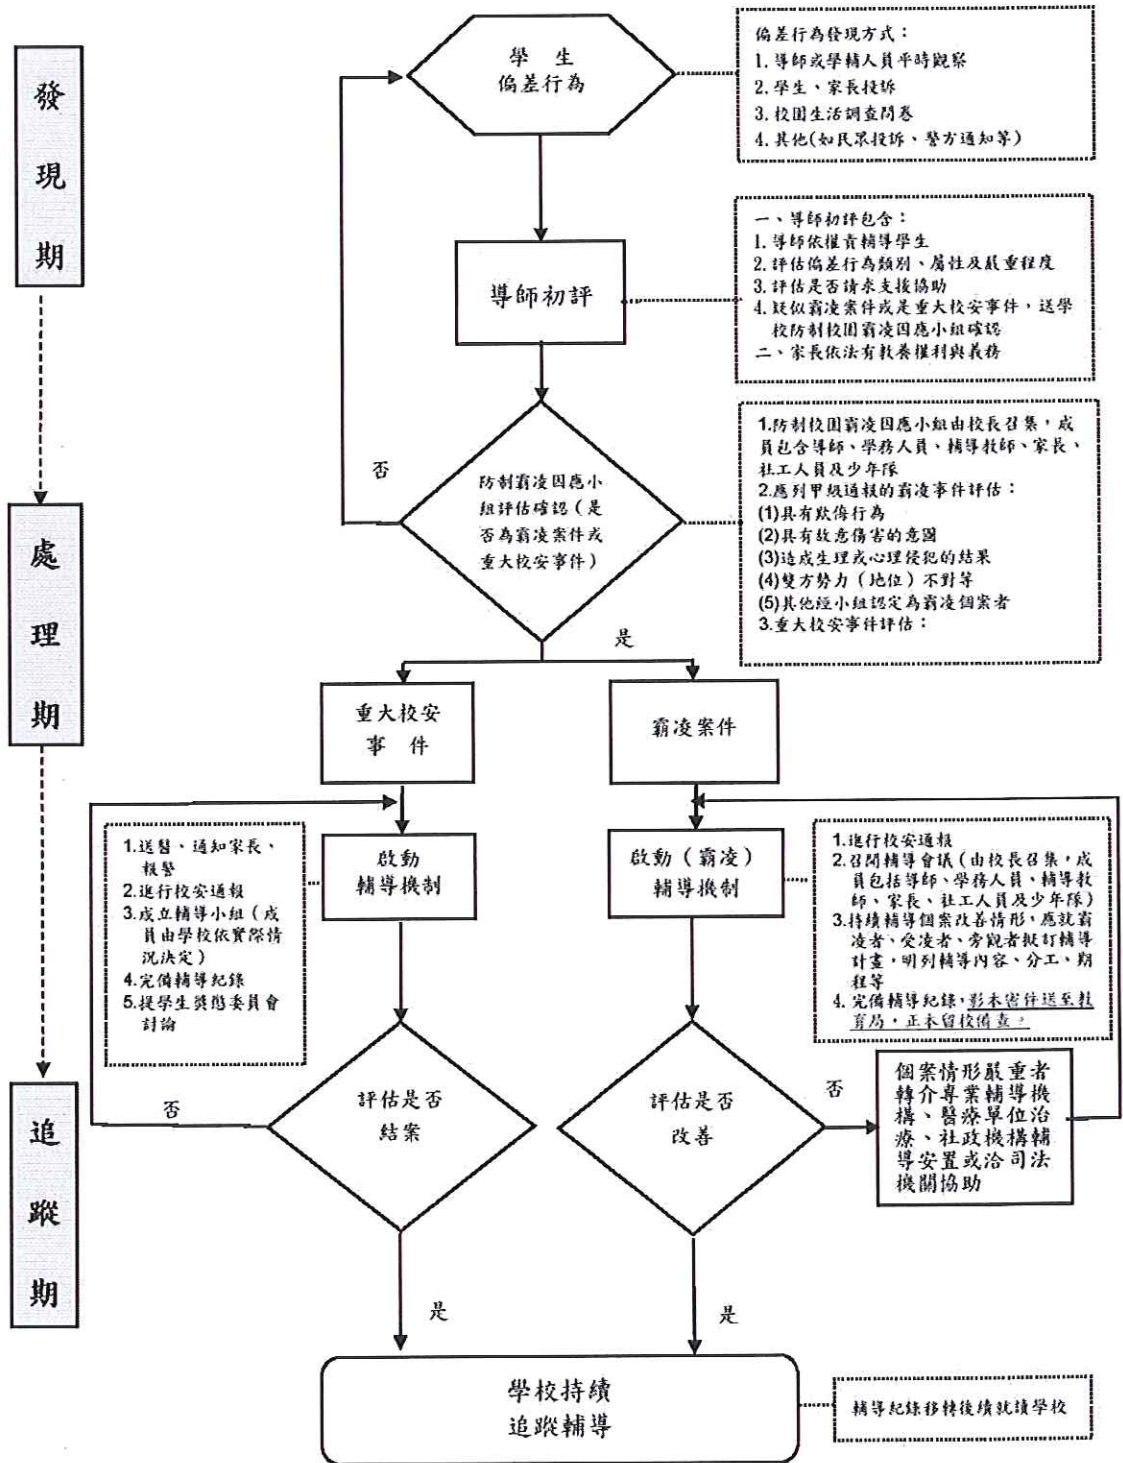 發現期
處理期
追蹤期
學 生
偏差行為
偏差行為發現方式：
1. 導師或學輔人員平時觀察
2. 學生、家長投訴
3. 校園生活調查問卷
4. 其他(如民眾投訴、警方通知等)
導師初評
一、導師初評包含：
1. 導師依權責輔導學生
2. 評估偏差行為類別、屬性及嚴重程度
3. 評估是否請求支援協助
4. 疑似霸凌案件或是重大校安事件，送學
校防制校園霸凌因應小組確認
二、家長依法有教養權利與義務
防制霸凌因應小
組評估確認（是
否為霸凌案件或
重大校安事件）
否
是
1.防制校園霸凌因應小組由校長召集，成
員包含導師、學務人員、輔導教師、家長、
社工人員及少年隊
2.應列甲級通報的霸凌事件評估：
(1)具有欺侮行為
(2)具有故意傷害的意圖
(3)造成生理或心理侵犯的結果
(4)雙方勢力（地位）不對等
(5)其他經小組認定為霸凌個案者
3.重大校安事件評估：
重大校安
事 件
霸凌案件
1.送醫、通知家長、
報警
2.進行校安通報
3.成立輔導小組（成
員由學校依實際情
況決定）
4.完備輔導紀錄
5.提學生獎懲委員會
討論
啟動
輔導機制
啟動（霸凌）
輔導機制
1.進行校安通報
2.召開輔導會議（由校長召集，成
員包括導師、學務人員、輔導教
師、家長、社工人員及少年隊）
3.持續輔導個案改善情形，應就霸
凌者、受凌者、旁觀者擬訂輔導
計畫，明列輔導內容、分工、期
程等
4. 完備輔導紀錄，影本密件送至教
育局，正本留校備查。
評估是否
結案
否
是
評估是否
改善
否
是
個案情形嚴重者
轉介專業輔導機
構、醫療單位治
療、社政機構輔
導安置或洽司法
機關協助
學校持續
追蹤輔導
輔導紀錄移轉後續就讀學校